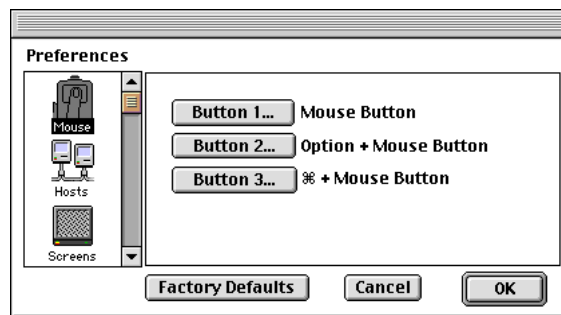 Preferences
Mouse
Hosts
Screens
Button 1... Mouse Button
Button 2... Option + Mouse Button
Button 3... ⌘ + Mouse Button
Factory Defaults Cancel OK